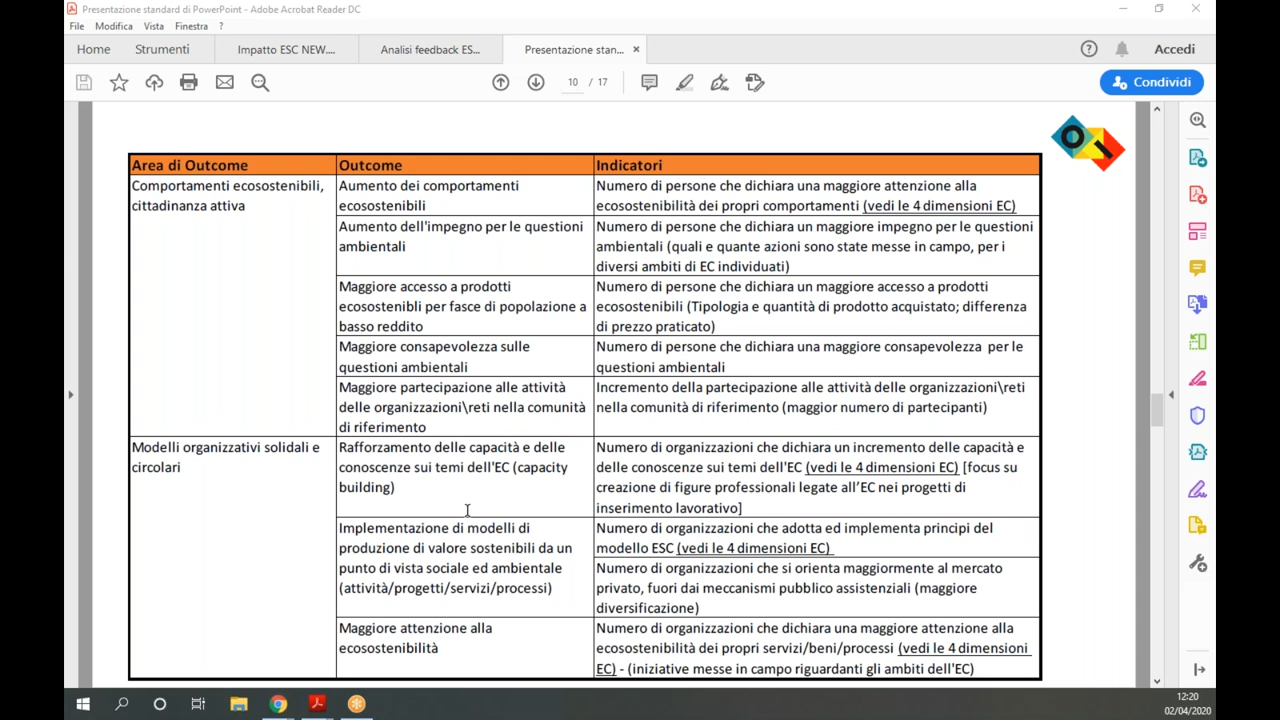 Presentazione standard di PowerPoint - Adobe Acrobat Reader DC
File Modifica Vista Finestra ?
Home Strumenti Impatto ESC NEW.... Analisi feedback ES... Presentazione stan... × Accedi
10 / 17 Condividi
Area di Outcome Outcome Indicatori
Comportamenti ecosostenibili,
cittadinanza attiva
Aumento dei comportamenti
ecosostenibili
Numero di persone che dichiara una maggiore attenzione alla
ecosostenibilità dei propri comportamenti (vedi le 4 dimensioni EC)
Aumento dell'impegno per le questioni
ambientali
Numero di persone che dichiara un maggiore impegno per le questioni
ambientali (quali e quante azioni sono state messe in campo, per i
diversi ambiti di EC individuati)
Maggiore accesso a prodotti
ecosostenibli per fasce di popolazione a
basso reddito
Numero di persone che dichiara un maggiore accesso a prodotti
ecosostenibili (Tipologia e quantità di prodotto acquistato; differenza
di prezzo praticato)
Maggiore consapevolezza sulle
questioni ambientali
Numero di persone che dichiara una maggiore consapevolezza per le
questioni ambientali
Maggiore partecipazione alle attività
delle organizzazioni\reti nella comunità
di riferimento
Incremento della partecipazione alle attività delle organizzazioni\reti
nella comunità di riferimento (maggior numero di partecipanti)
Modelli organizzativi solidali e
circolari
Rafforzamento delle capacità e delle
conoscenze sui temi dell'EC (capacity
building)
Numero di organizzazioni che dichiara un incremento delle capacità e
delle conoscenze sui temi dell'EC (vedi le 4 dimensioni EC) [focus su
creazione di figure professionali legate all’EC nei progetti di
inserimento lavorativo]
Implementazione di modelli di
produzione di valore sostenibili da un
punto di vista sociale ed ambientale
(attività/progetti/servizi/processi)
Numero di organizzazioni che adotta ed implementa principi del
modello ESC (vedi le 4 dimensioni EC)
Numero di organizzazioni che si orienta maggiormente al mercato
privato, fuori dai meccanismi pubblico assistenziali (maggiore
diversificazione)
Maggiore attenzione alla
ecosostenibilità
Numero di organizzazioni che dichiara una maggiore attenzione alla
ecosostenibilità dei propri servizi/beni/processi (vedi le 4 dimensioni
EC) - (iniziative messe in campo riguardanti gli ambiti dell'EC)
12:20
02/04/2020